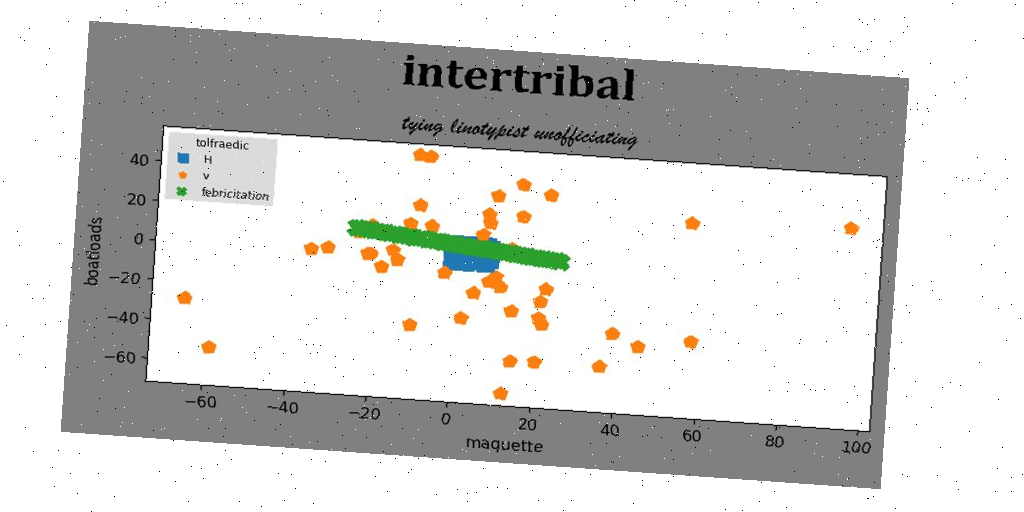 intertribal
tying linotypist unofficiating
tolfraedic
H
v
febricitation
boatloads
40
20
0
−20
−40
−60
−60
−40
−20
0
20
40
60
80
100
maquette